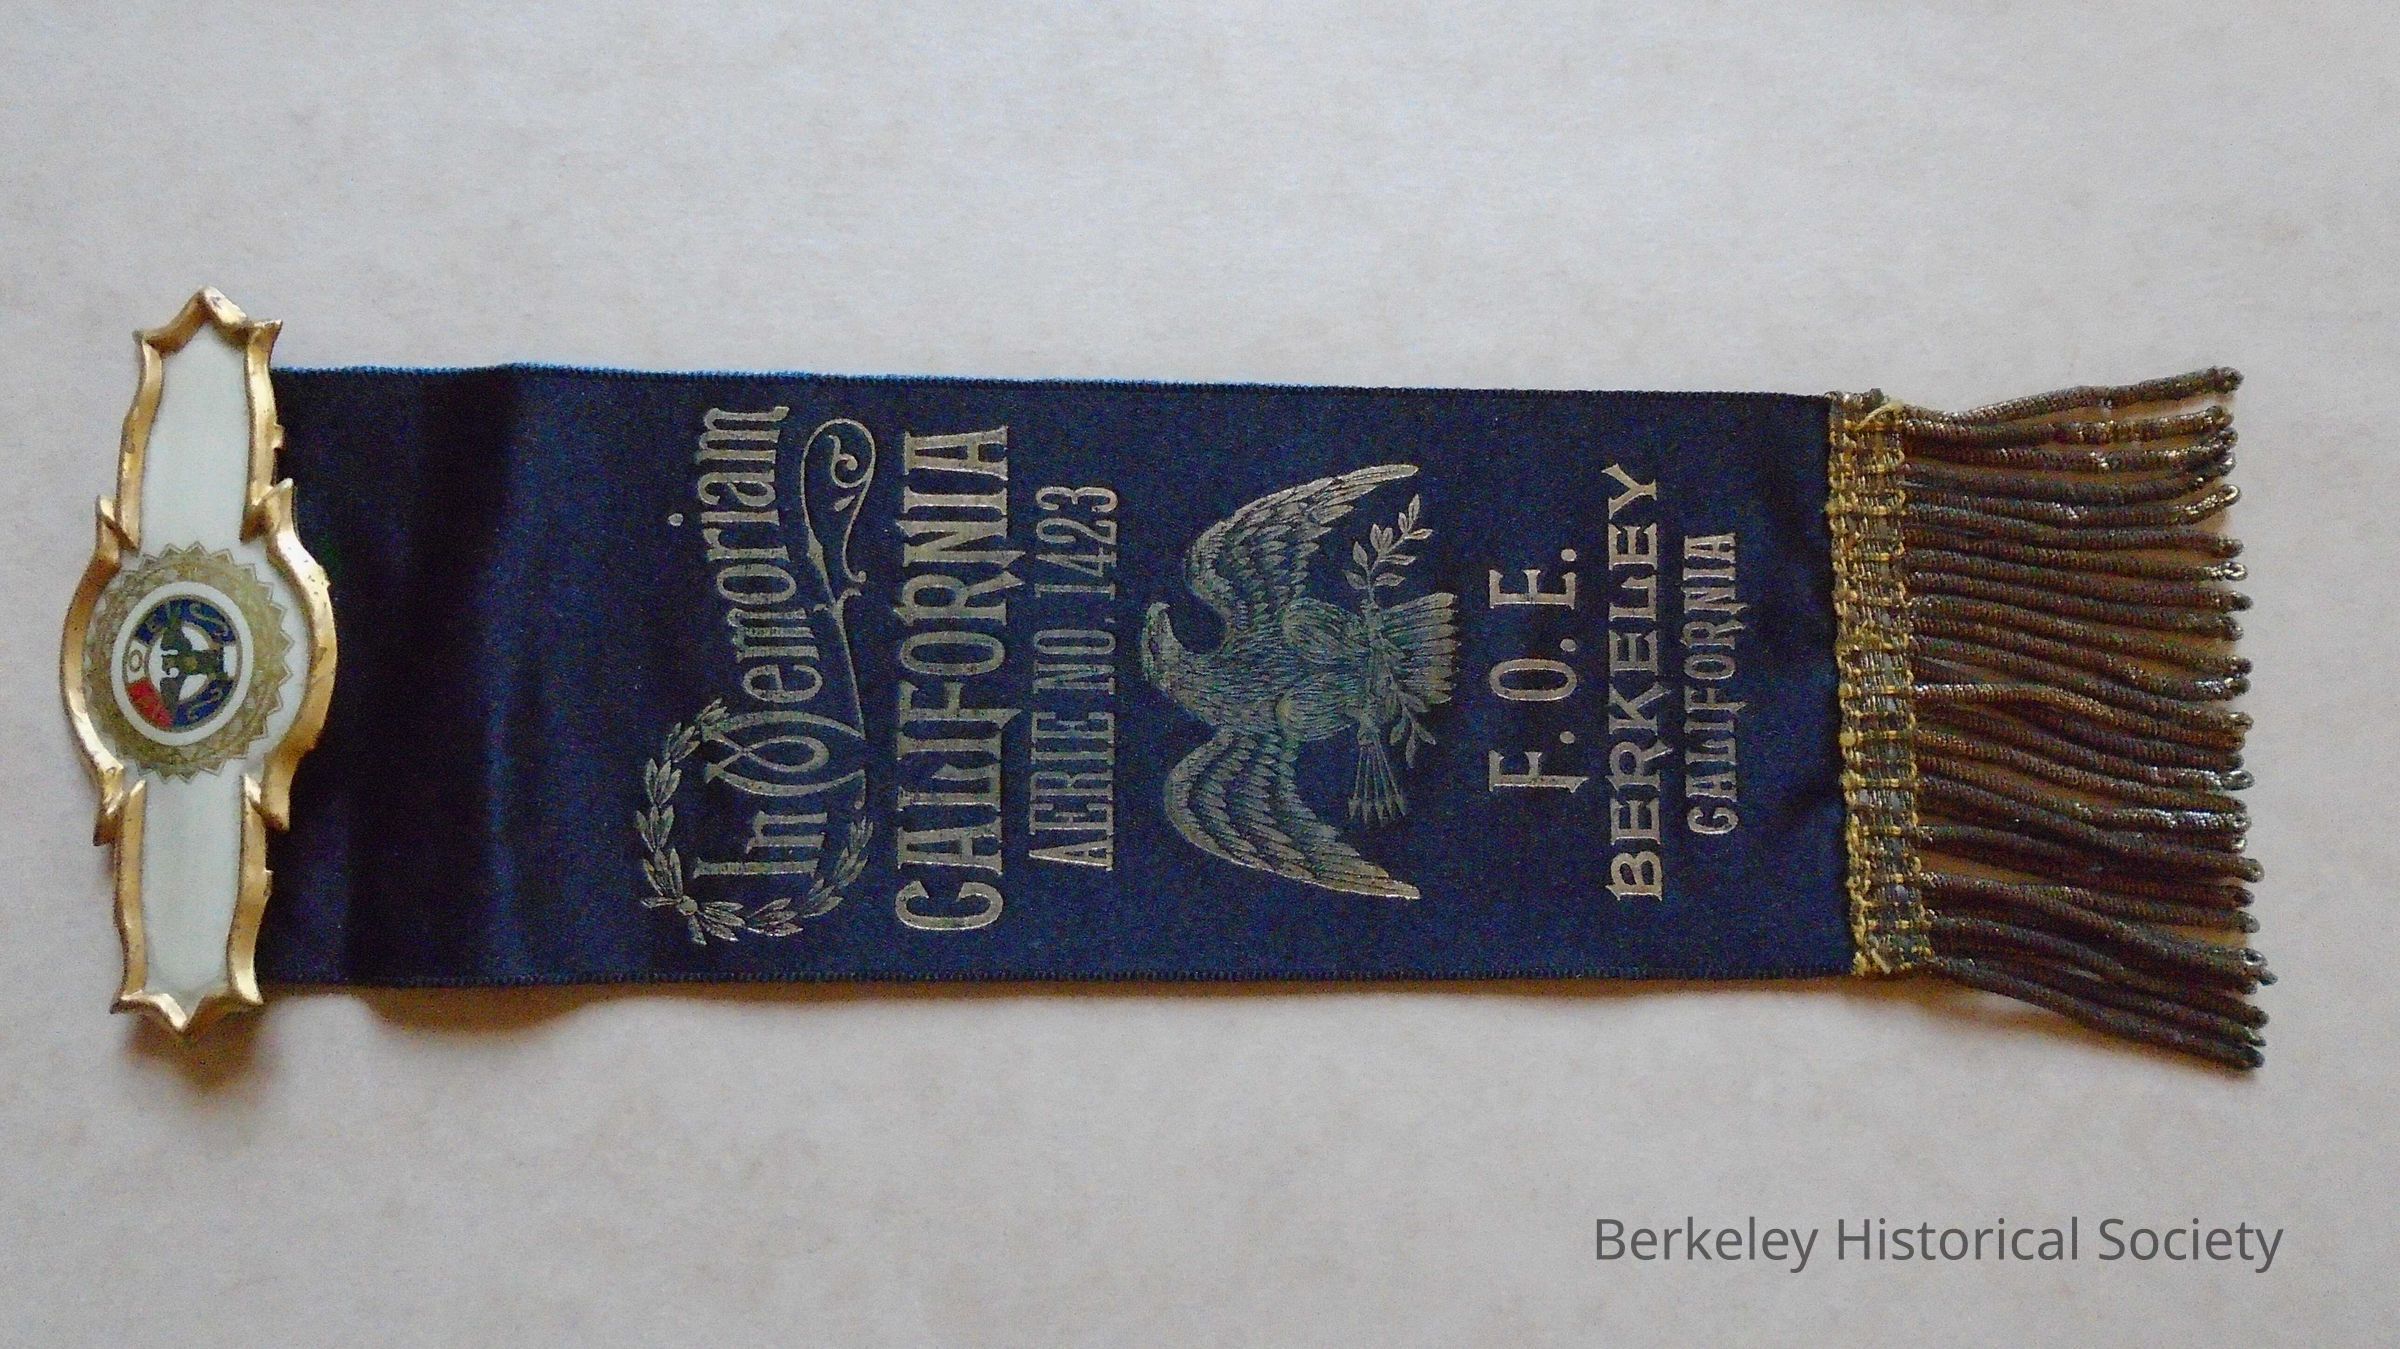 In Memoriam
CALIFORNIA
AERIE NO. 1423
F. O. E.
BERKELEY
CALIFORNIA
Berkeley Historical Society